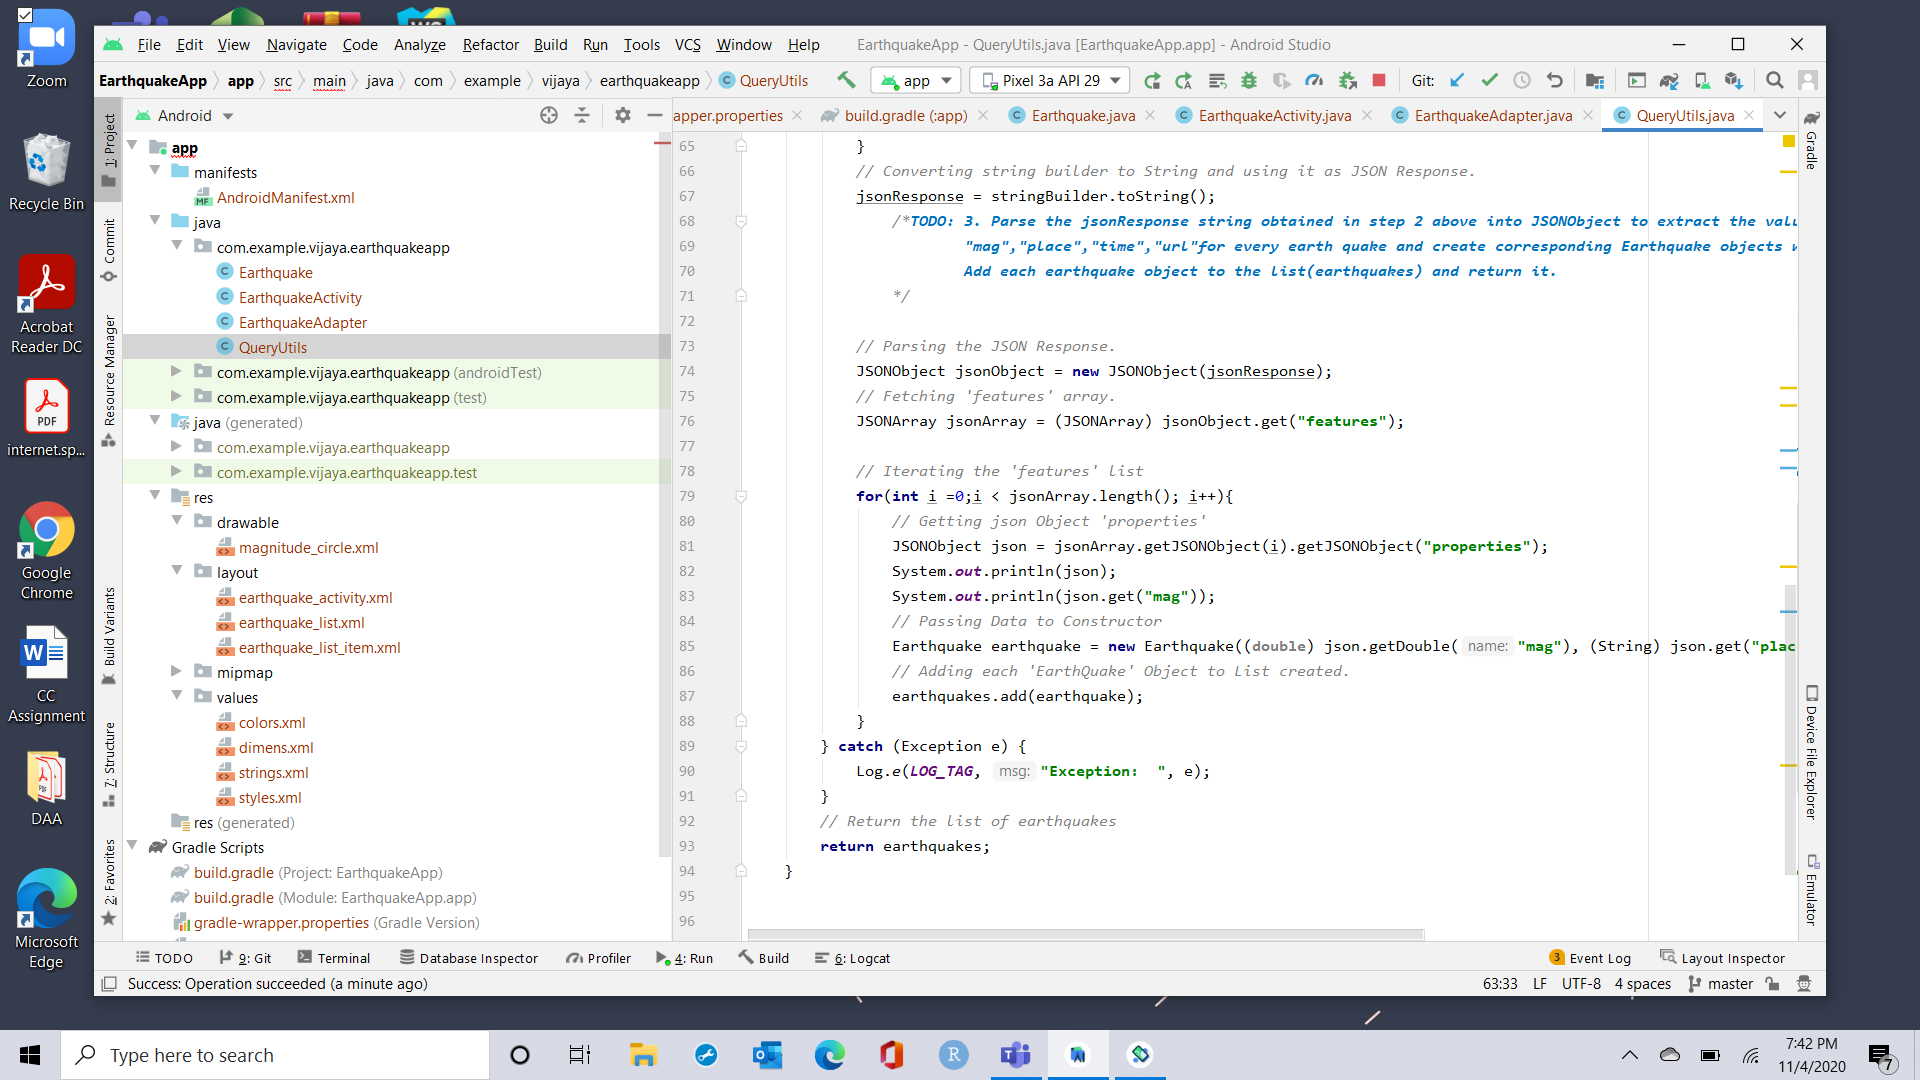 Zoom
Recycle Bin
Acrobat
Reader DC
PDF
internet.sp...
Google
Chrome
W
CC
Assignment
DAA
Microsoft
Edge
File Edit View Navigate Code Analyze Refactor Build Run Tools VCS Window Help EarthquakeApp - QueryUtils.java [EarthquakeApp.app] - Android Studio
EarthquakeApp app src main java com example vijaya earthquakeapp QueryUtils app Pixel 3a API 29 Git:
Android
apper.properties build.gradle (:app) Earthquake.java EarthquakeActivity.java EarthquakeAdapter.java QueryUtils.java
1: Project
Commit
Resource Manager
Build Variants
7: Structure
2: Favorites
app
manifests
AndroidManifest.xml
java
com.example.vijaya.earthquakeapp
Earthquake
EarthquakeActivity
EarthquakeAdapter
QueryUtils
com.example.vijaya.earthquakeapp (androidTest)
com.example.vijaya.earthquakeapp (test)
java (generated)
com.example.vijaya.earthquakeapp
com.example.vijaya.earthquakeapp.test
res
drawable
magnitude_circle.xml
layout
earthquake_activity.xml
earthquake_list.xml
earthquake_list_item.xml
mipmap
values
colors.xml
dimens.xml
strings.xml
styles.xml
res (generated)
Gradle Scripts
build.gradle (Project: EarthquakeApp)
build.gradle (Module: EarthquakeApp.app)
gradle-wrapper.properties (Gradle Version)
65 }
66 // Converting string builder to String and using it as JSON Response.
67 jsonResponse = stringBuilder.toString();
68 /*TODO: 3. Parse the jsonResponse string obtained in step 2 above into JSONObject to extract the valu
69 "mag","place","time","url"for every earth quake and create corresponding Earthquake objects w
70 Add each earthquake object to the list(earthquakes) and return it.
71 */
72
73 // Parsing the JSON Response.
74 JSONObject jsonObject = new JSONObject(jsonResponse);
75 // Fetching 'features' array.
76 JSONArray jsonArray = (JSONArray) jsonObject.get("features");
77
78 // Iterating the 'features' list
79 for(int i =0;i < jsonArray.length(); i++){
80 // Getting json Object 'properties'
81 JSONObject json = jsonArray.getJSONObject(i).getJSONObject("properties");
82 System.out.println(json);
83 System.out.println(json.get("mag"));
84 // Passing Data to Constructor
85 Earthquake earthquake = new Earthquake((double) json.getDouble( name: "mag"), (String) json.get("plac
86 // Adding each 'EarthQuake' Object to List created.
87 earthquakes.add(earthquake);
88 }
89 } catch (Exception e) {
90 Log.e(LOG_TAG, msg: "Exception:  ", e);
91 }
92 // Return the list of earthquakes
93 return earthquakes;
94 }
95
96
Gradle
Device File Explorer
Emulator
TODO 9: Git Terminal Database Inspector Profiler 4: Run Build 6: Logcat 3 Event Log Layout Inspector
Success: Operation succeeded (a minute ago) 63:33 LF UTF-8 4 spaces master
Type here to search
7:42 PM
11/4/2020
7